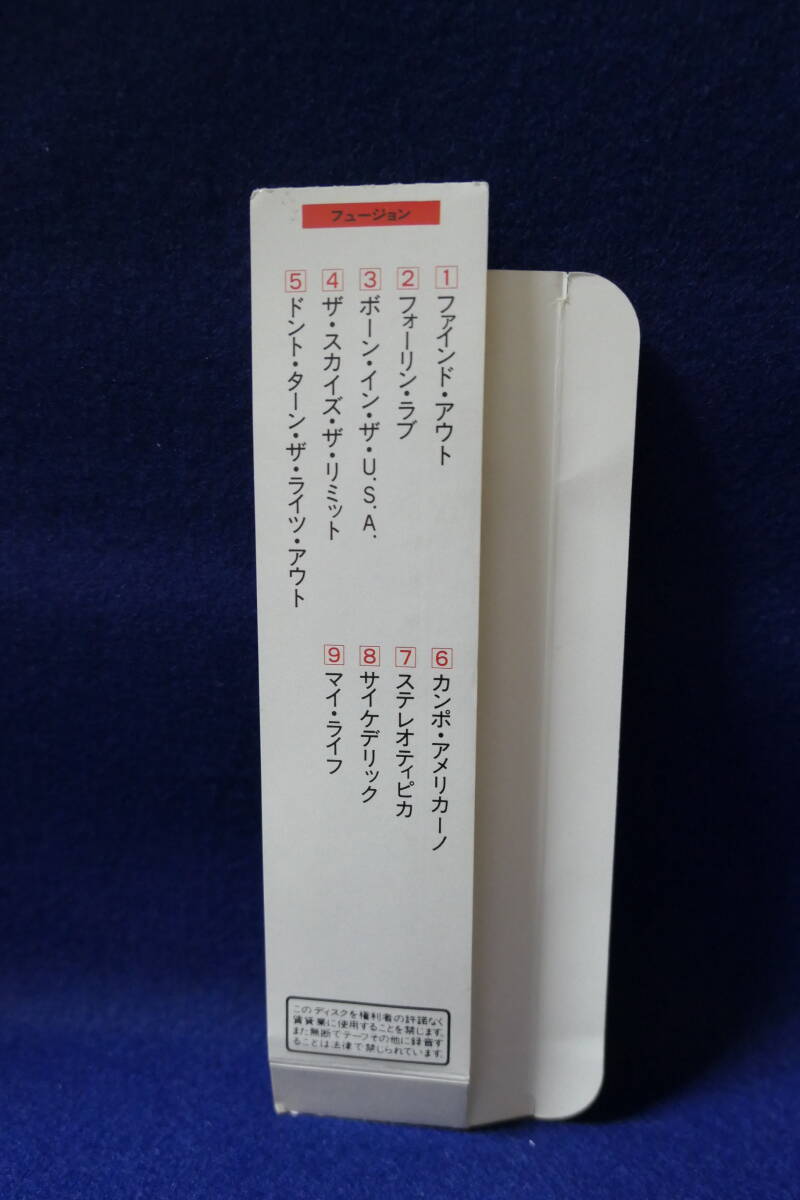 フュージョン
1 ファインド・アウト
2 フォーリン・ラブ
3 ボーン・イン・ザ・U.S.A.
4 ザ・スカイズ・ザ・リミット
5 ドント・ターン・ザ・ライツ・アウト
6 カンポ・アメリカーノ
7 ステレオティピカ
8 サイケデリック
9 マイ・ライフ
このディスクを権利者の許諾なく
賃貸業に使用することを禁じます。
また無断でテープその他に録音す
ることは法律で禁じられています。